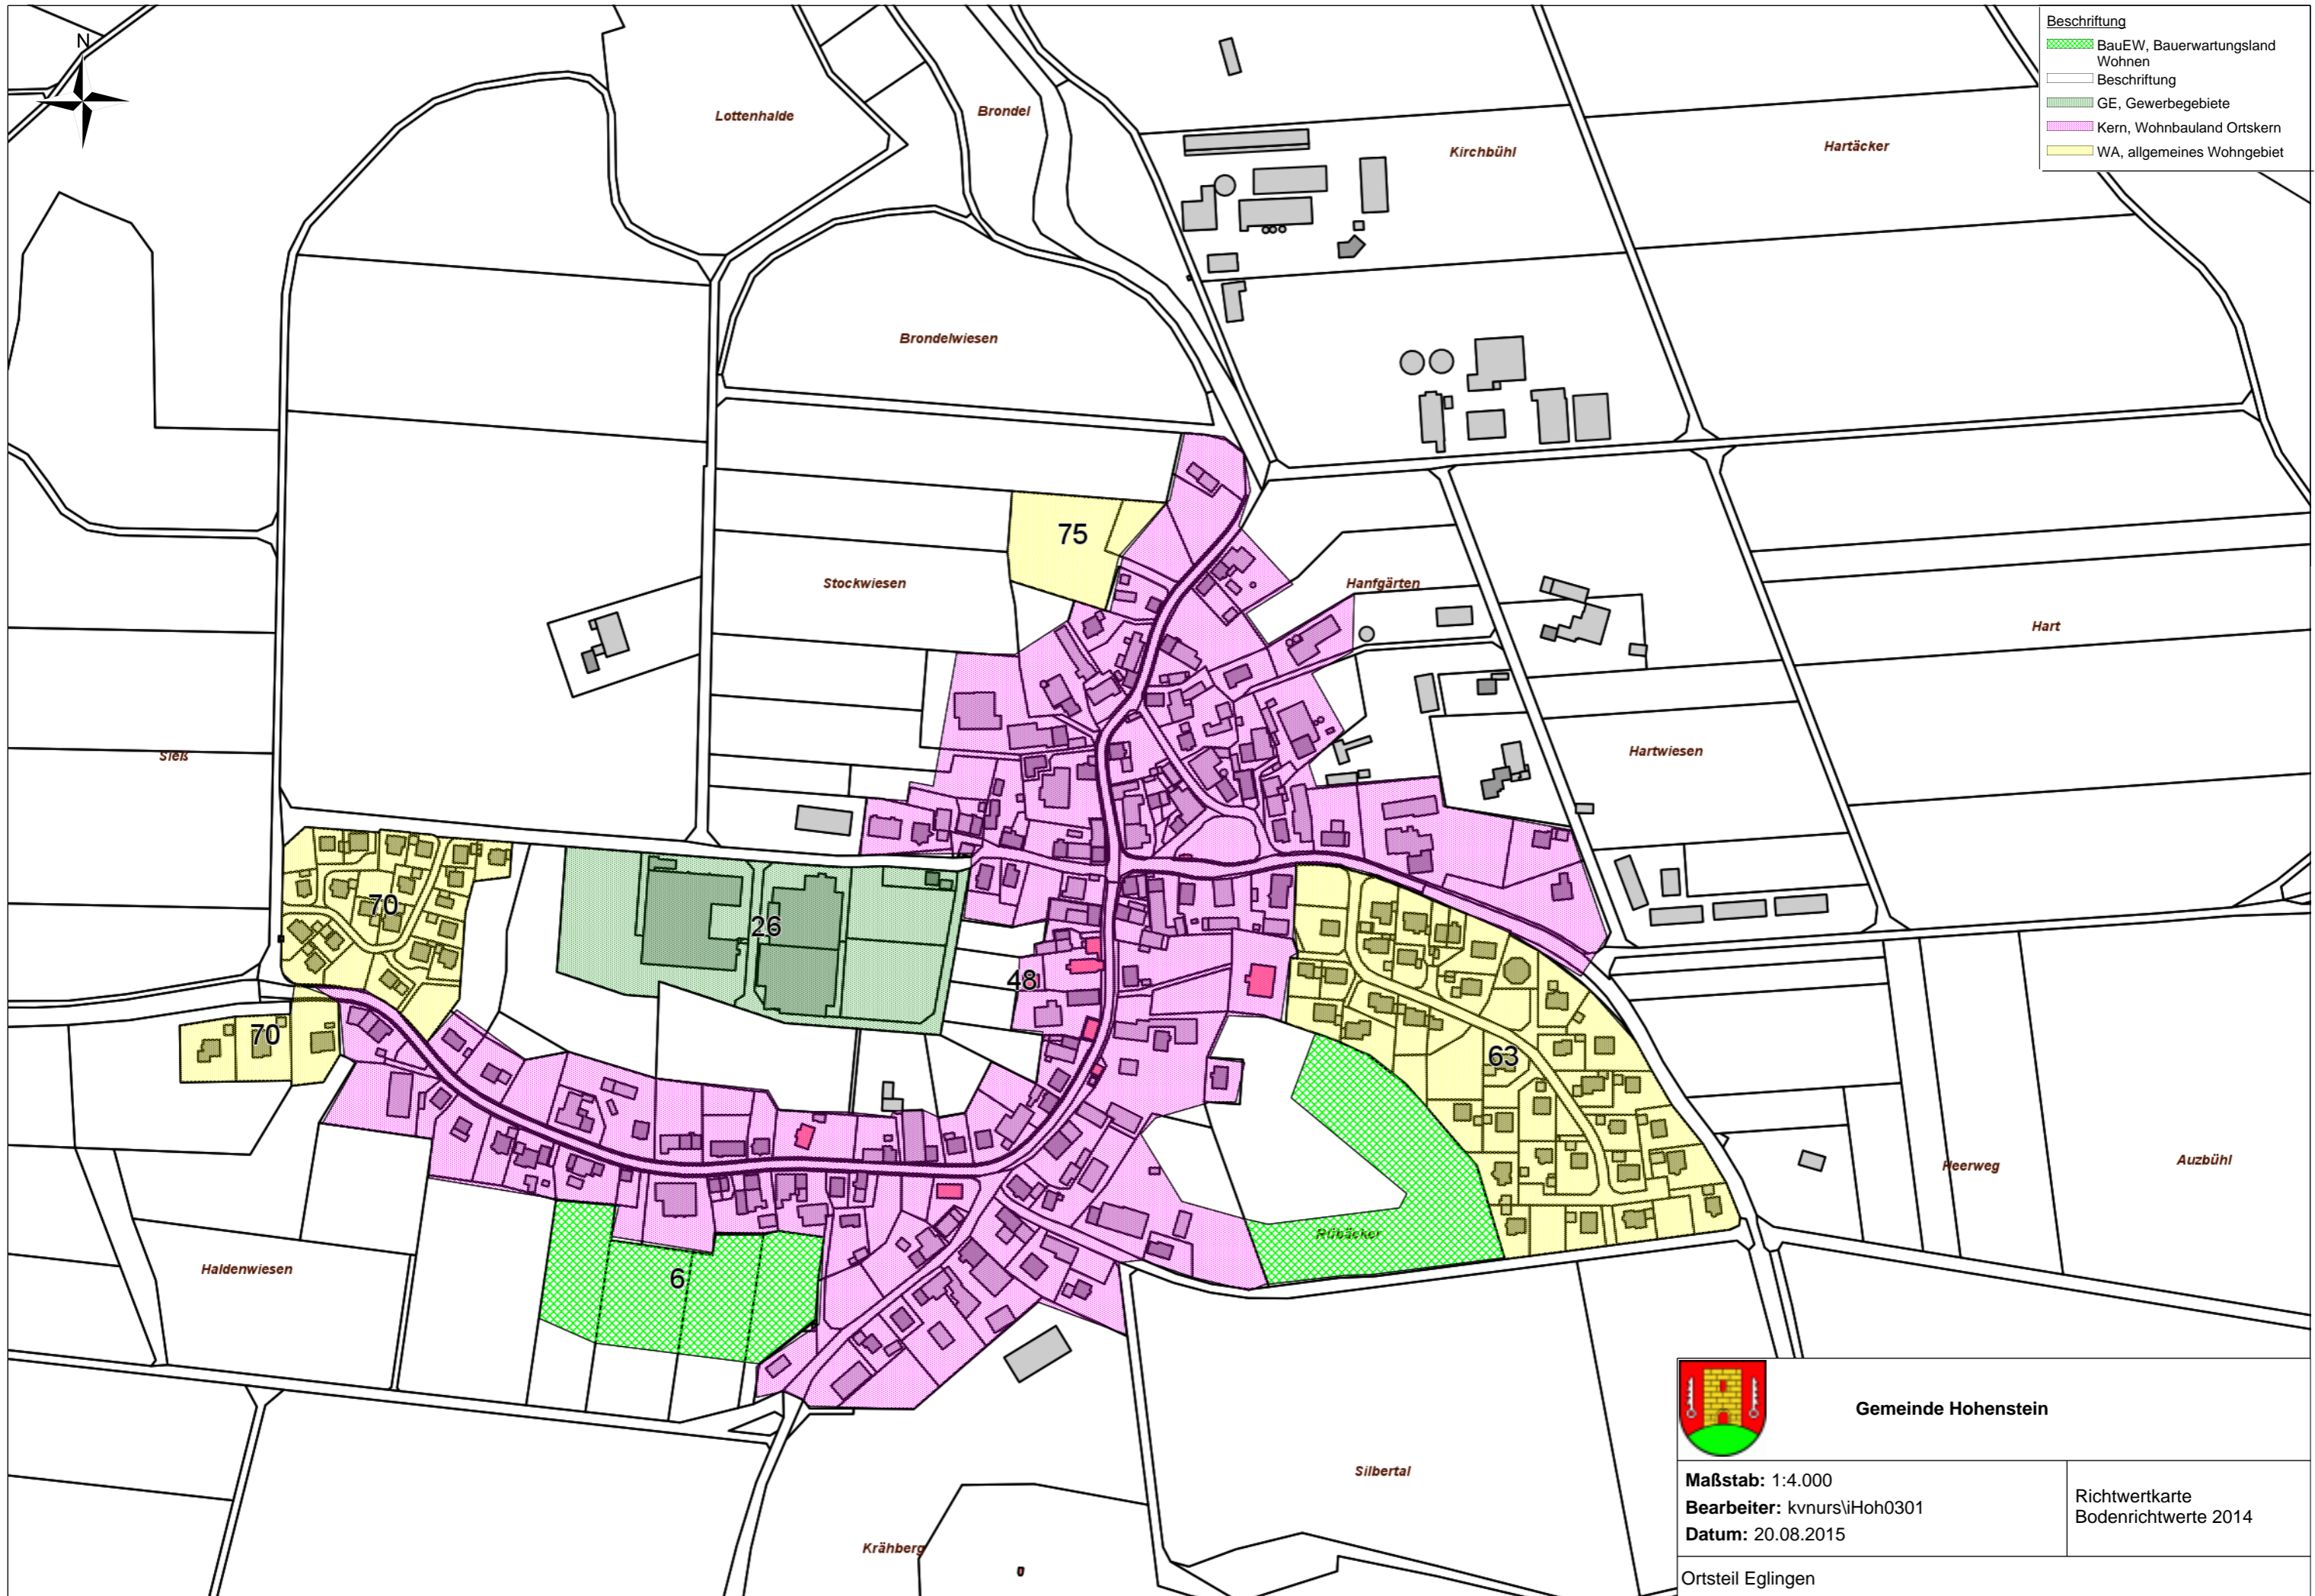 Beschriftung
BauEW, Bauerwartungsland
Wohnen
Beschriftung
GE, Gewerbegebiete
Kern, Wohnbauland Ortskern
WA, allgemeines Wohngebiet
N
Lottenhalde
Brondel
Kirchbühl
Hartäcker
Brondelwiesen
75
Stockwiesen
Hanfgärten
Hart
Sieß
Hartwiesen
70
26
48
70
63
Heerweg
Auzbühl
Rübäcker
Haldenwiesen
6
Silbertal
Krähberg
Gemeinde Hohenstein
Maßstab: 1:4.000
Bearbeiter: kvnurs\iHoh0301
Datum: 20.08.2015
Richtwertkarte
Bodenrichtwerte 2014
Ortsteil Eglingen